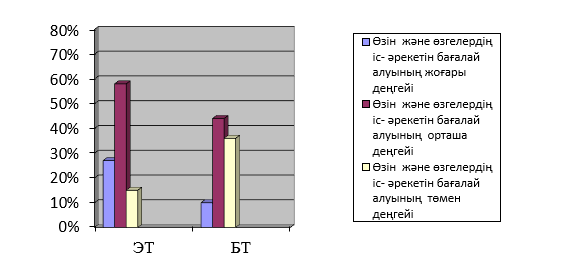 80%
70%
60%
50%
40%
30%
20%
10%
0%
ЭТ
БТ
Өзін және өзгелердің
іс- әрекетін бағалай
алуының жоғары
деңгейі
Өзін және өзгелердің
іс- әрекетін бағалай
алуының орташа
деңгейі
Өзін және өзгелердің
іс- әрекетін бағалай
алуының төмен
деңгейі